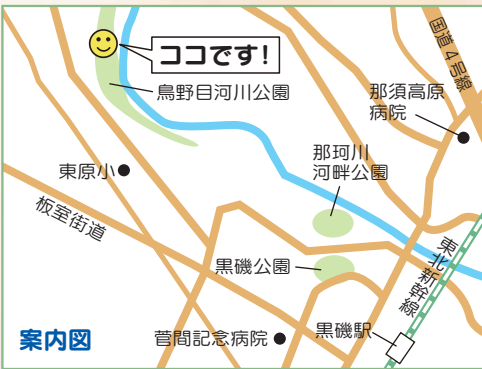 ココです!
鳥野目河川公園
国道4号線
那須高原
病院
那珂川
河畔公園
東原小
板室街道
黒磯公園
東北新幹線
菅間記念病院
黒磯駅
案内図